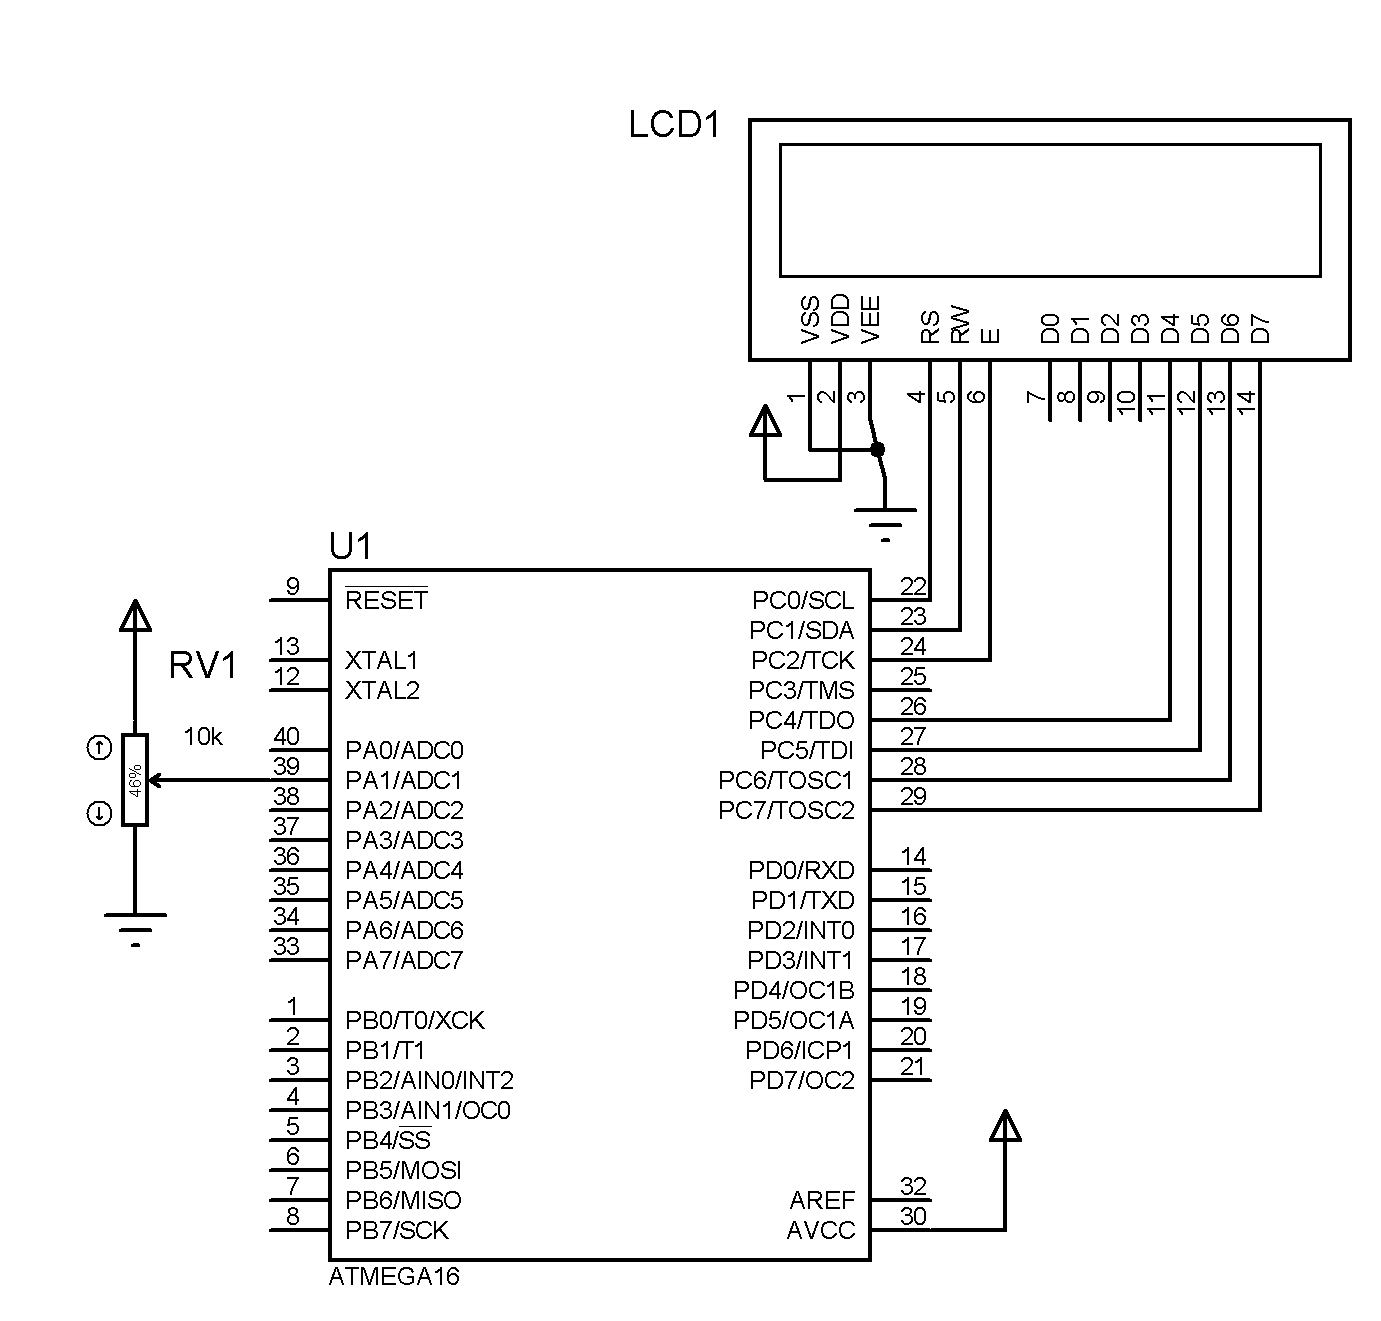 LCD1
VSS
VDD
VEE
RS
RW
E
D0
D1
D2
D3
D4
D5
D6
D7
1
2
3
4
5
6
7
8
9
10
11
12
13
14
U1
9 RESET
13 XTAL1
12 XTAL2
40 PA0/ADC0
39 PA1/ADC1
38 PA2/ADC2
37 PA3/ADC3
36 PA4/ADC4
35 PA5/ADC5
34 PA6/ADC6
33 PA7/ADC7
1 PB0/T0/XCK
2 PB1/T1
3 PB2/AIN0/INT2
4 PB3/AIN1/OC0
5 PB4/SS
6 PB5/MOSI
7 PB6/MISO
8 PB7/SCK
PC0/SCL 22
PC1/SDA 23
PC2/TCK 24
PC3/TMS 25
PC4/TDO 26
PC5/TDI 27
PC6/TOSC1 28
PC7/TOSC2 29
PD0/RXD 14
PD1/TXD 15
PD2/INT0 16
PD3/INT1 17
PD4/OC1B 18
PD5/OC1A 19
PD6/ICP1 20
PD7/OC2 21
AREF 32
AVCC 30
ATMEGA16
RV1
10k
46%